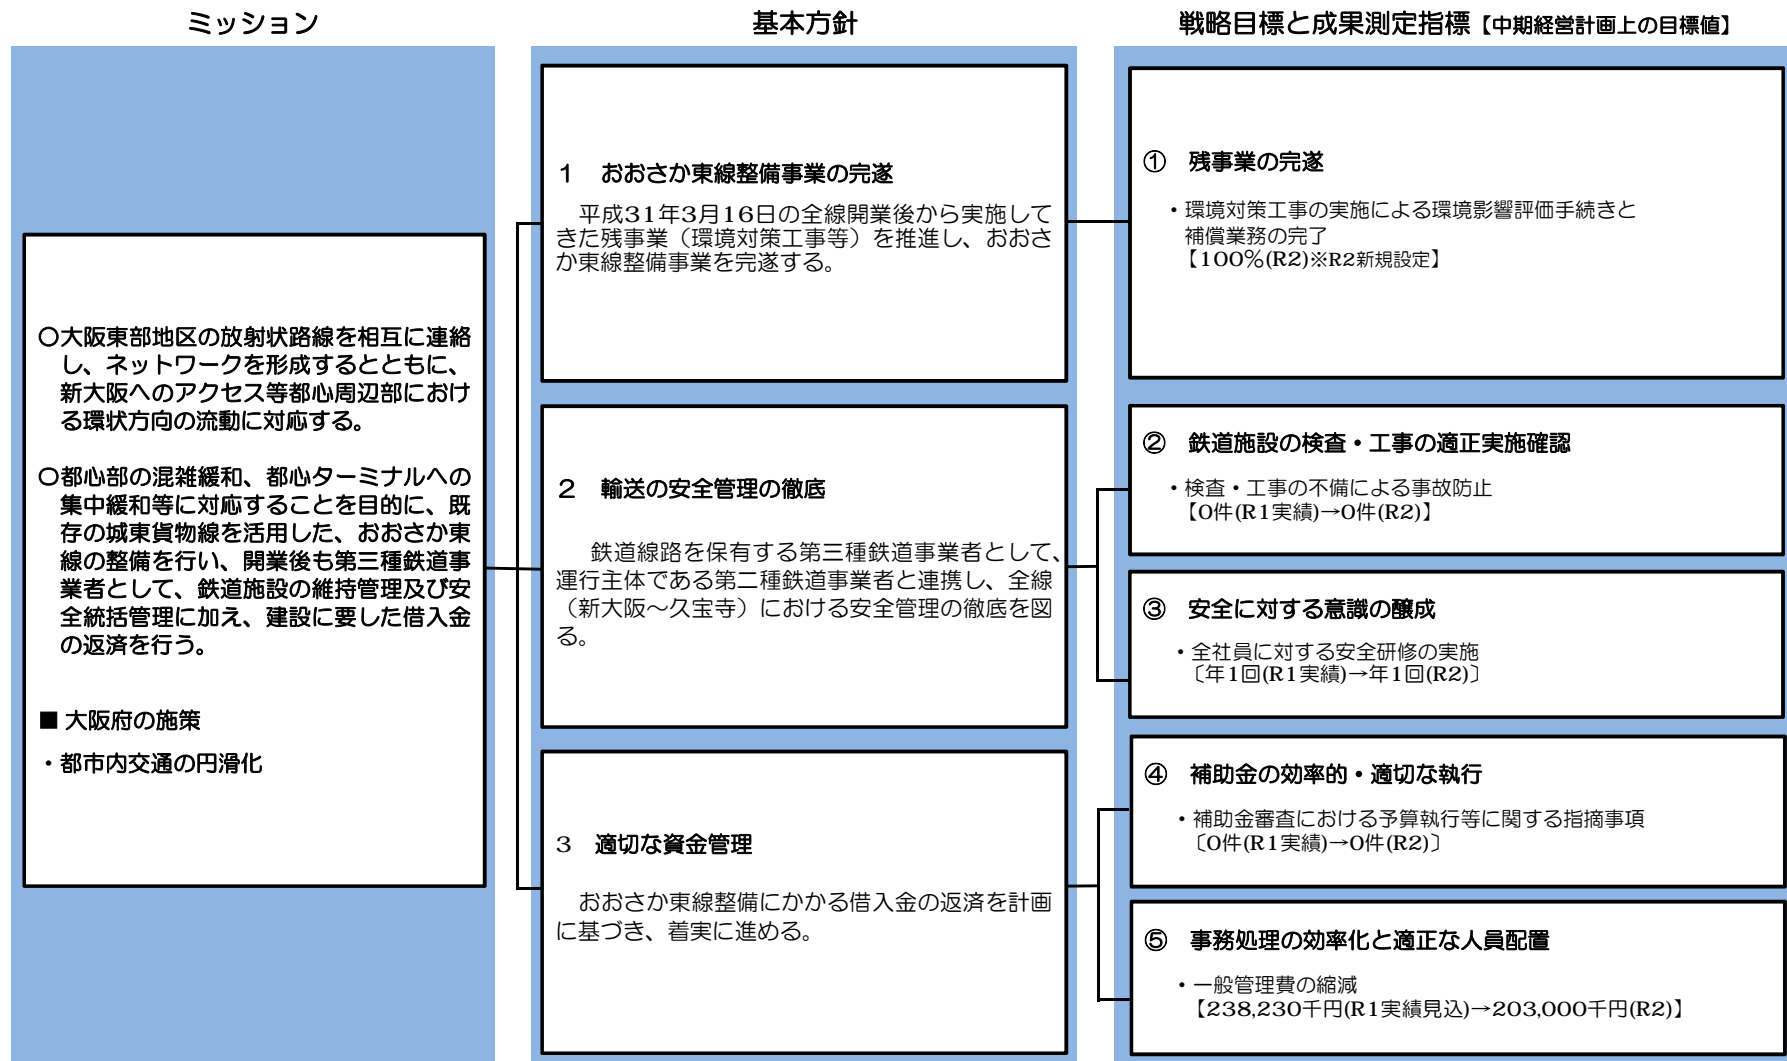 ミッション
〇大阪東部地区の放射状路線を相互に連絡
し、ネットワークを形成するとともに、
新大阪へのアクセス等都心周辺部におけ
る環状方向の流動に対応する。
〇都心部の混雑緩和、都心ターミナルへの
集中緩和等に対応することを目的に、既
存の城東貨物線を活用した、おおさか東
線の整備を行い、開業後も第三種鉄道事
業者として、鉄道施設の維持管理及び安
全統括管理に加え、建設に要した借入金
の返済を行う。
■ 大阪府の施策
・都市内交通の円滑化
基本方針
１　おおさか東線整備事業の完遂
平成31年3月16日の全線開業後から実施して
きた残事業（環境対策工事等）を推進し、おおさ
か東線整備事業を完遂する。
２　輸送の安全管理の徹底
鉄道線路を保有する第三種鉄道事業者として、
運行主体である第二種鉄道事業者と連携し、全線
（新大阪～久宝寺）における安全管理の徹底を図
る。
3　適切な資金管理
おおさか東線整備にかかる借入金の返済を計画
に基づき、着実に進める。
戦略目標と成果測定指標【中期経営計画上の目標値】
①　残事業の完遂
・環境対策工事の実施による環境影響評価手続きと
補償業務の完了
【100％(R2)※R2新規設定】
②　鉄道施設の検査・工事の適正実施確認
・検査・工事の不備による事故防止
【0件(R1実績)→0件(R2)】
③　安全に対する意識の醸成
・全社員に対する安全研修の実施
〔年1回(R1実績)→年1回(R2)〕
④　補助金の効率的・適切な執行
・補助金審査における予算執行等に関する指摘事項
〔0件(R1実績)→0件(R2)〕
⑤　事務処理の効率化と適正な人員配置
・一般管理費の縮減
【238,230千円(R1実績見込)→203,000千円(R2)】